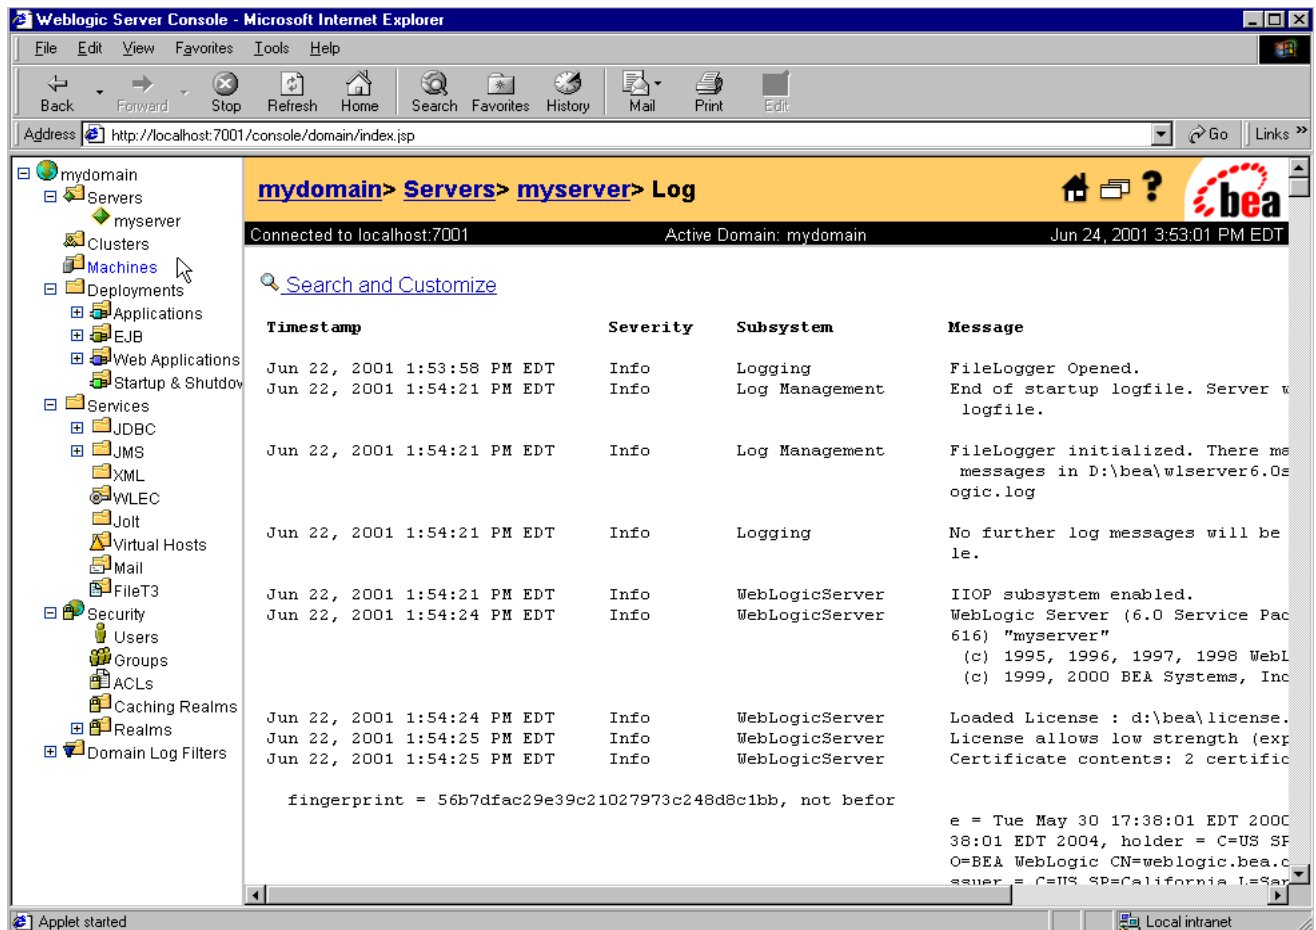 Weblogic Server Console - Microsoft Internet Explorer
File Edit View Favorites Tools Help
Back Forward Stop Refresh Home Search Favorites History Mail Print Edit
Address http://localhost:7001/console/domain/index.jsp Go Links »
mydomain
Servers
myserver
Clusters
Machines
Deployments
Applications
EJB
Web Applications
Startup & Shutdov
Services
JDBC
JMS
XML
WLEC
Jolt
Virtual Hosts
Mail
FileT3
Security
Users
Groups
ACLs
Caching Realms
Realms
Domain Log Filters
mydomain> Servers> myserver> Log
? bea
Connected to localhost:7001 Active Domain: mydomain Jun 24, 2001 3:53:01 PM EDT
Search and Customize
Timestamp Severity Subsystem Message
Jun 22, 2001 1:53:58 PM EDT Info Logging FileLogger Opened.
Jun 22, 2001 1:54:21 PM EDT Info Log Management End of startup logfile. Server w
logfile.
Jun 22, 2001 1:54:21 PM EDT Info Log Management FileLogger initialized. There ma
messages in D:\bea\wlserver6.0s
ogic.log
Jun 22, 2001 1:54:21 PM EDT Info Logging No further log messages will be
le.
Jun 22, 2001 1:54:21 PM EDT Info WebLogicServer IIOP subsystem enabled.
Jun 22, 2001 1:54:24 PM EDT Info WebLogicServer WebLogic Server (6.0 Service Pac
616) "myserver"
(c) 1995, 1996, 1997, 1998 WebL
(c) 1999, 2000 BEA Systems, Inc
Jun 22, 2001 1:54:24 PM EDT Info WebLogicServer Loaded License : d:\bea\license.
Jun 22, 2001 1:54:25 PM EDT Info WebLogicServer License allows low strength (exp
Jun 22, 2001 1:54:25 PM EDT Info WebLogicServer Certificate contents: 2 certific
fingerprint = 56b7dfac29e39c21027973c248d8c1bb, not befor
e = Tue May 30 17:38:01 EDT 2000
38:01 EDT 2004, holder = C=US SP
O=BEA WebLogic CN=weblogic.bea.c
ssuer = C=US SP=California L=San
Applet started Local intranet